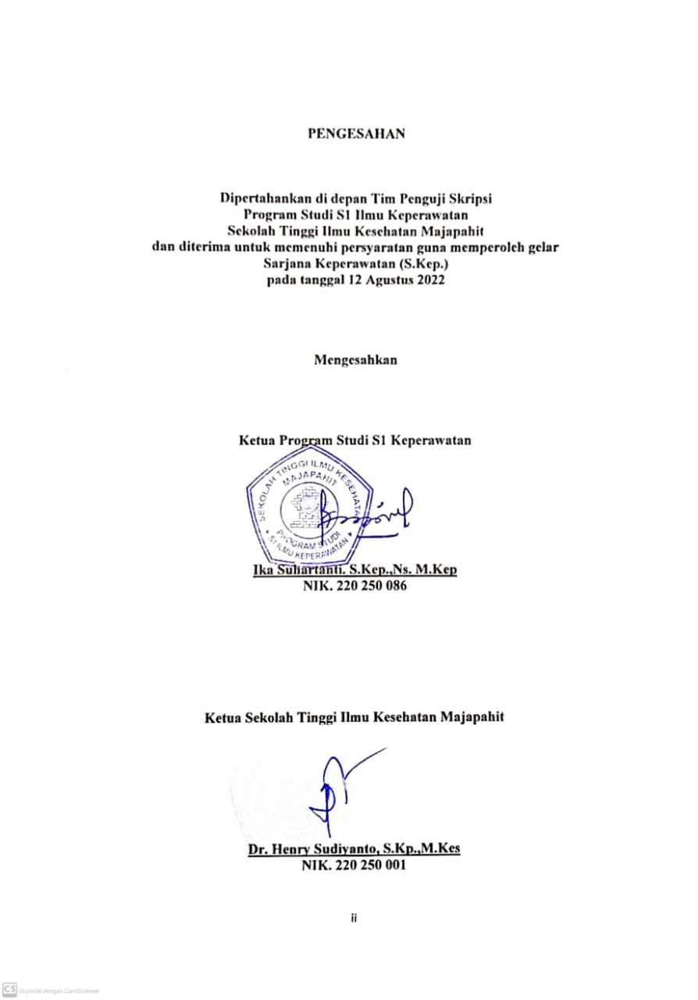 PENGESAHAN
Dipertahankan di depan Tim Penguji Skripsi
Program Studi S1 Ilmu Keperawatan
Sekolah Tinggi Ilmu Kesehatan Majapahit
dan diterima untuk memenuhi persyaratan guna memperoleh gelar
Sarjana Keperawatan (S.Kep.)
pada tanggal 12 Agustus 2022
Mengesahkan
Ketua Program Studi S1 Keperawatan
SEKOLAH TINGGI ILMU KESEHATAN
MAJAPAHIT
PROGRAM STUDI
S1 ILMU KEPERAWATAN
Ika Suhartanti. S.Kep.,Ns. M.Kep
NIK. 220 250 086
Ketua Sekolah Tinggi Ilmu Kesehatan Majapahit
Dr. Henry Sudiyanto, S.Kp.,M.Kes
NIK. 220 250 001
ii
CS Dipindai dengan CamScanner